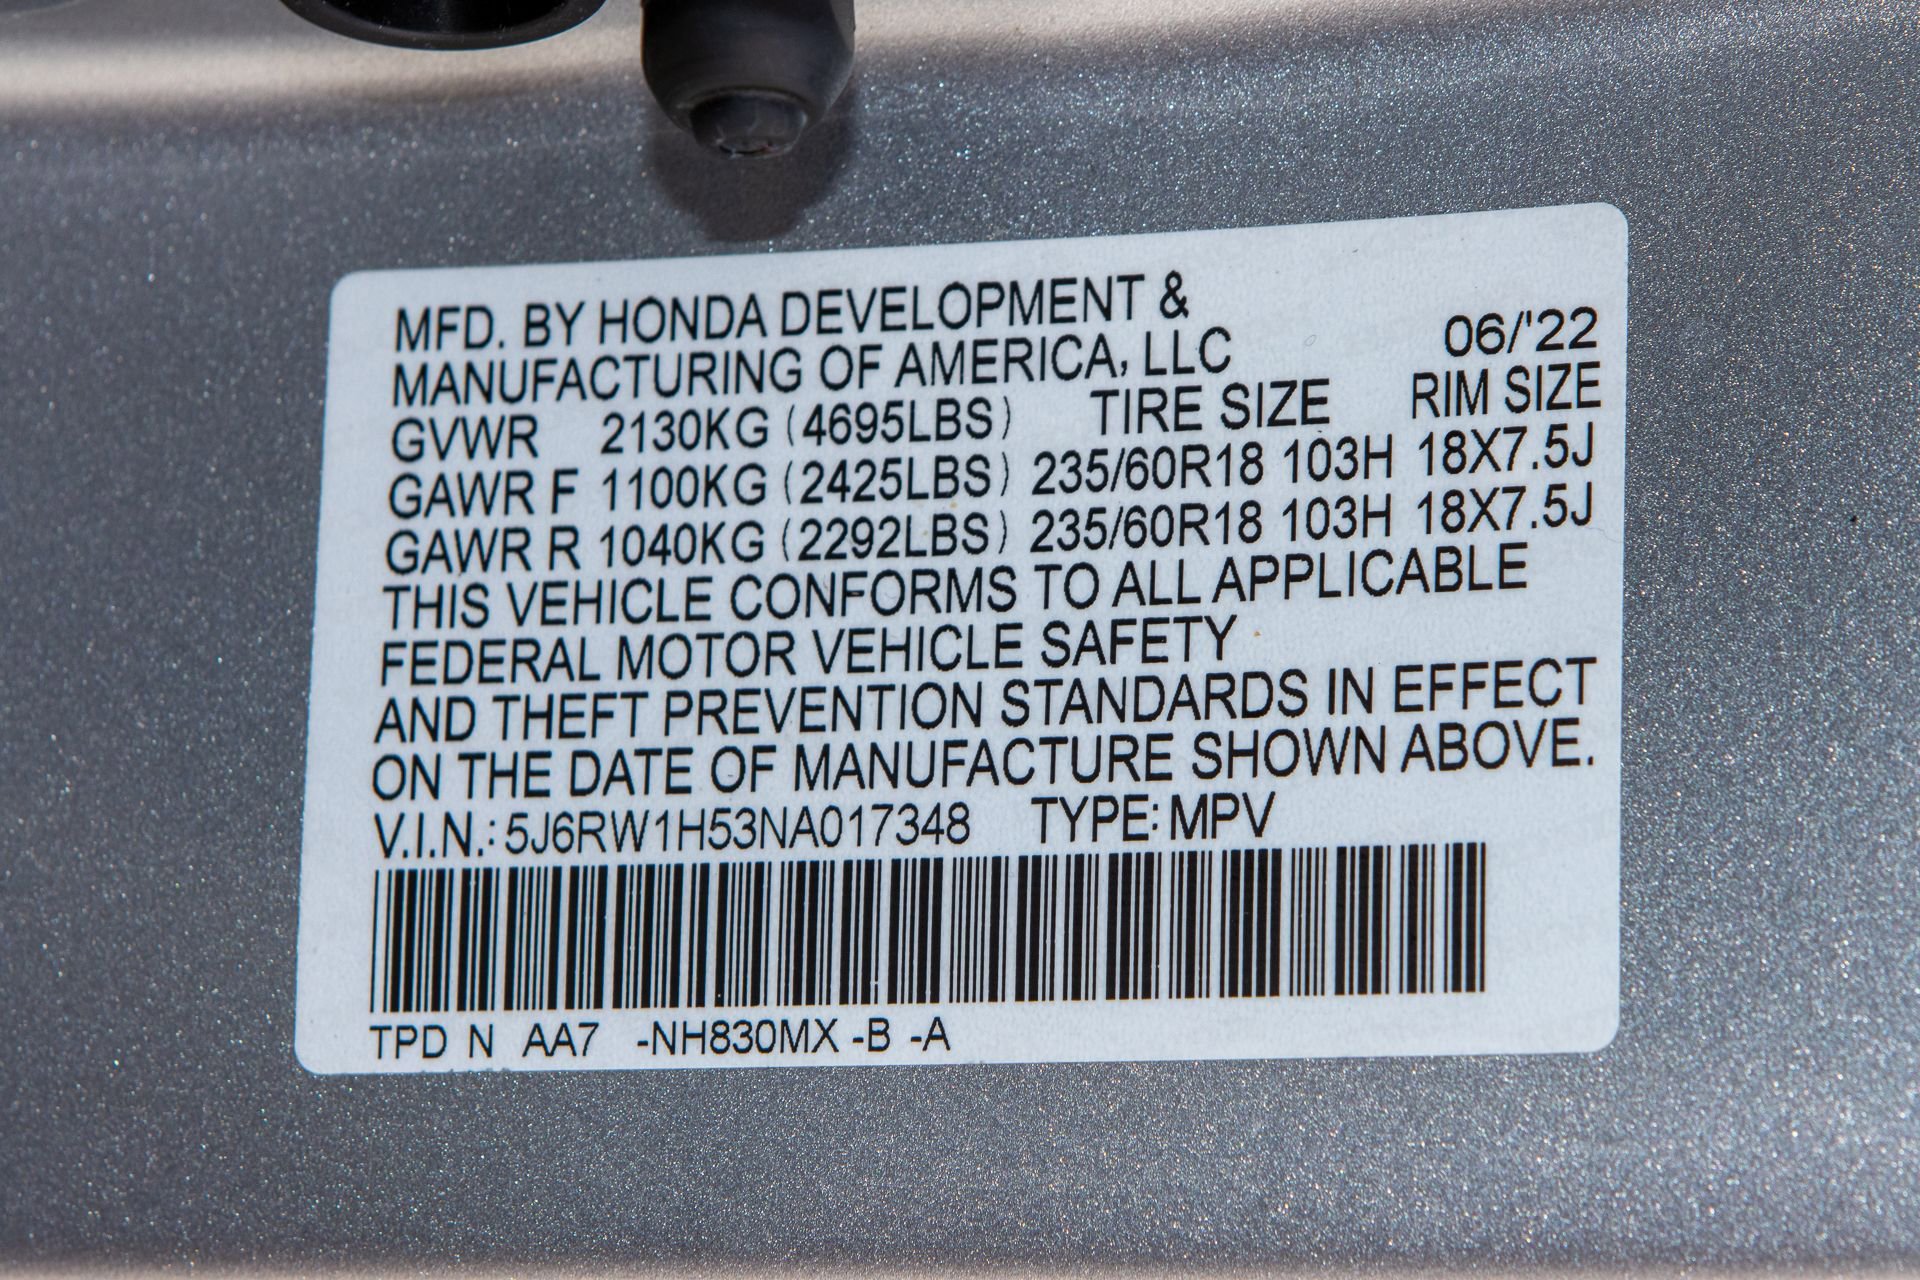 MFD. BY HONDA DEVELOPMENT &
MANUFACTURING OF AMERICA, LLC 06/'22
GVWR 2130KG (4695LBS) TIRE SIZE RIM SIZE
GAWR F 1100KG (2425LBS) 235/60R18 103H 18X7.5J
GAWR R 1040KG (2292LBS) 235/60R18 103H 18X7.5J
THIS VEHICLE CONFORMS TO ALL APPLICABLE
FEDERAL MOTOR VEHICLE SAFETY
AND THEFT PREVENTION STANDARDS IN EFFECT
ON THE DATE OF MANUFACTURE SHOWN ABOVE.
V.I.N.: 5J6RW1H53NA017348 TYPE: MPV
TPD N AA7 -NH830MX -B -A